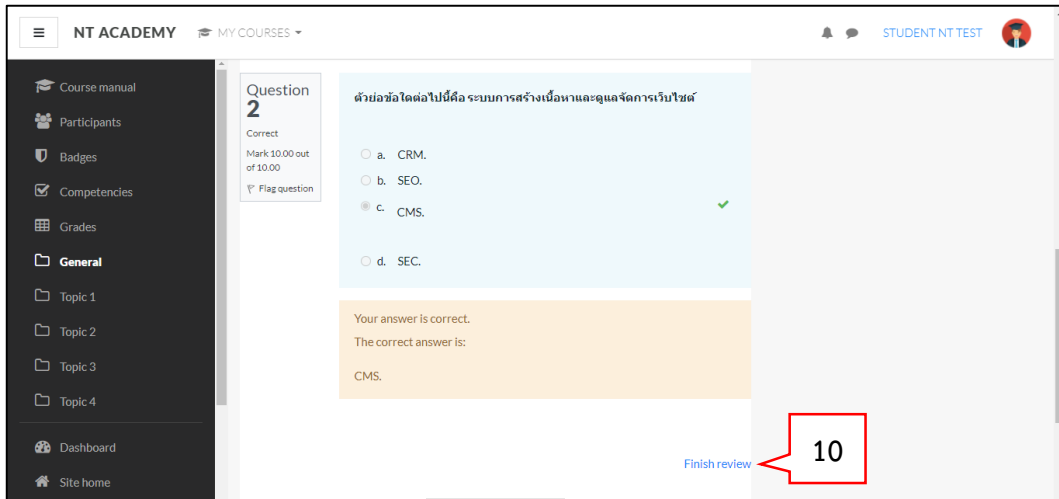 NT ACADEMY MY COURSES STUDENT NT TEST
Course manual
Participants
Badges
Competencies
Grades
General
Topic 1
Topic 2
Topic 3
Topic 4
Dashboard
Site home
Question
2
Correct
Mark 10.00 out
of 10.00
Flag question
ตัวย่อข้อใดต่อไปนี้คือ ระบบการสร้างเนื้อหาและดูแลจัดการเว็บไซต์
a. CRM.
b. SEO.
c. CMS.
d. SEC.
Your answer is correct.
The correct answer is:
CMS.
Finish review
10